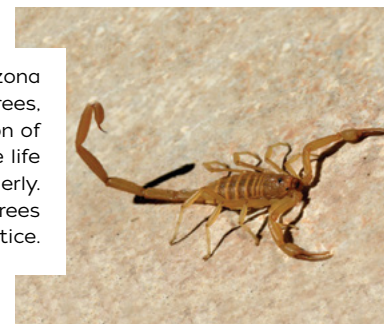 zona
rees,
on of
e life
erly.
rees
tice.